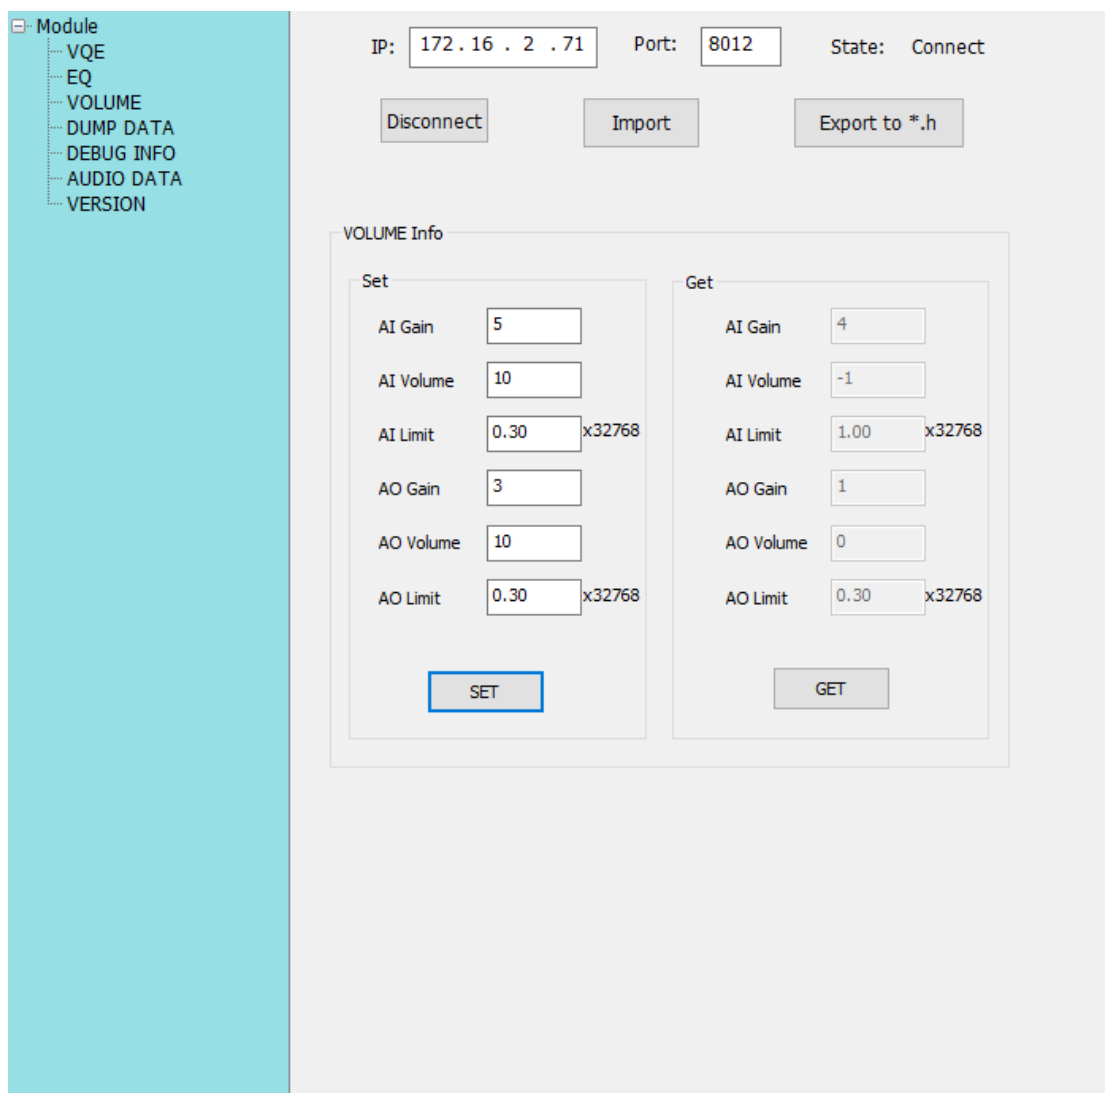 Module
VQE
EQ
VOLUME
DUMP DATA
DEBUG INFO
AUDIO DATA
VERSION
IP: 172 . 16 . 2 . 71 Port: 8012 State: Connect
Disconnect Import Export to *.h
VOLUME Info
Set
AI Gain 5
AI Volume 10
AI Limit 0.30 x32768
AO Gain 3
AO Volume 10
AO Limit 0.30 x32768
SET
Get
AI Gain 4
AI Volume -1
AI Limit 1.00 x32768
AO Gain 1
AO Volume 0
AO Limit 0.30 x32768
GET